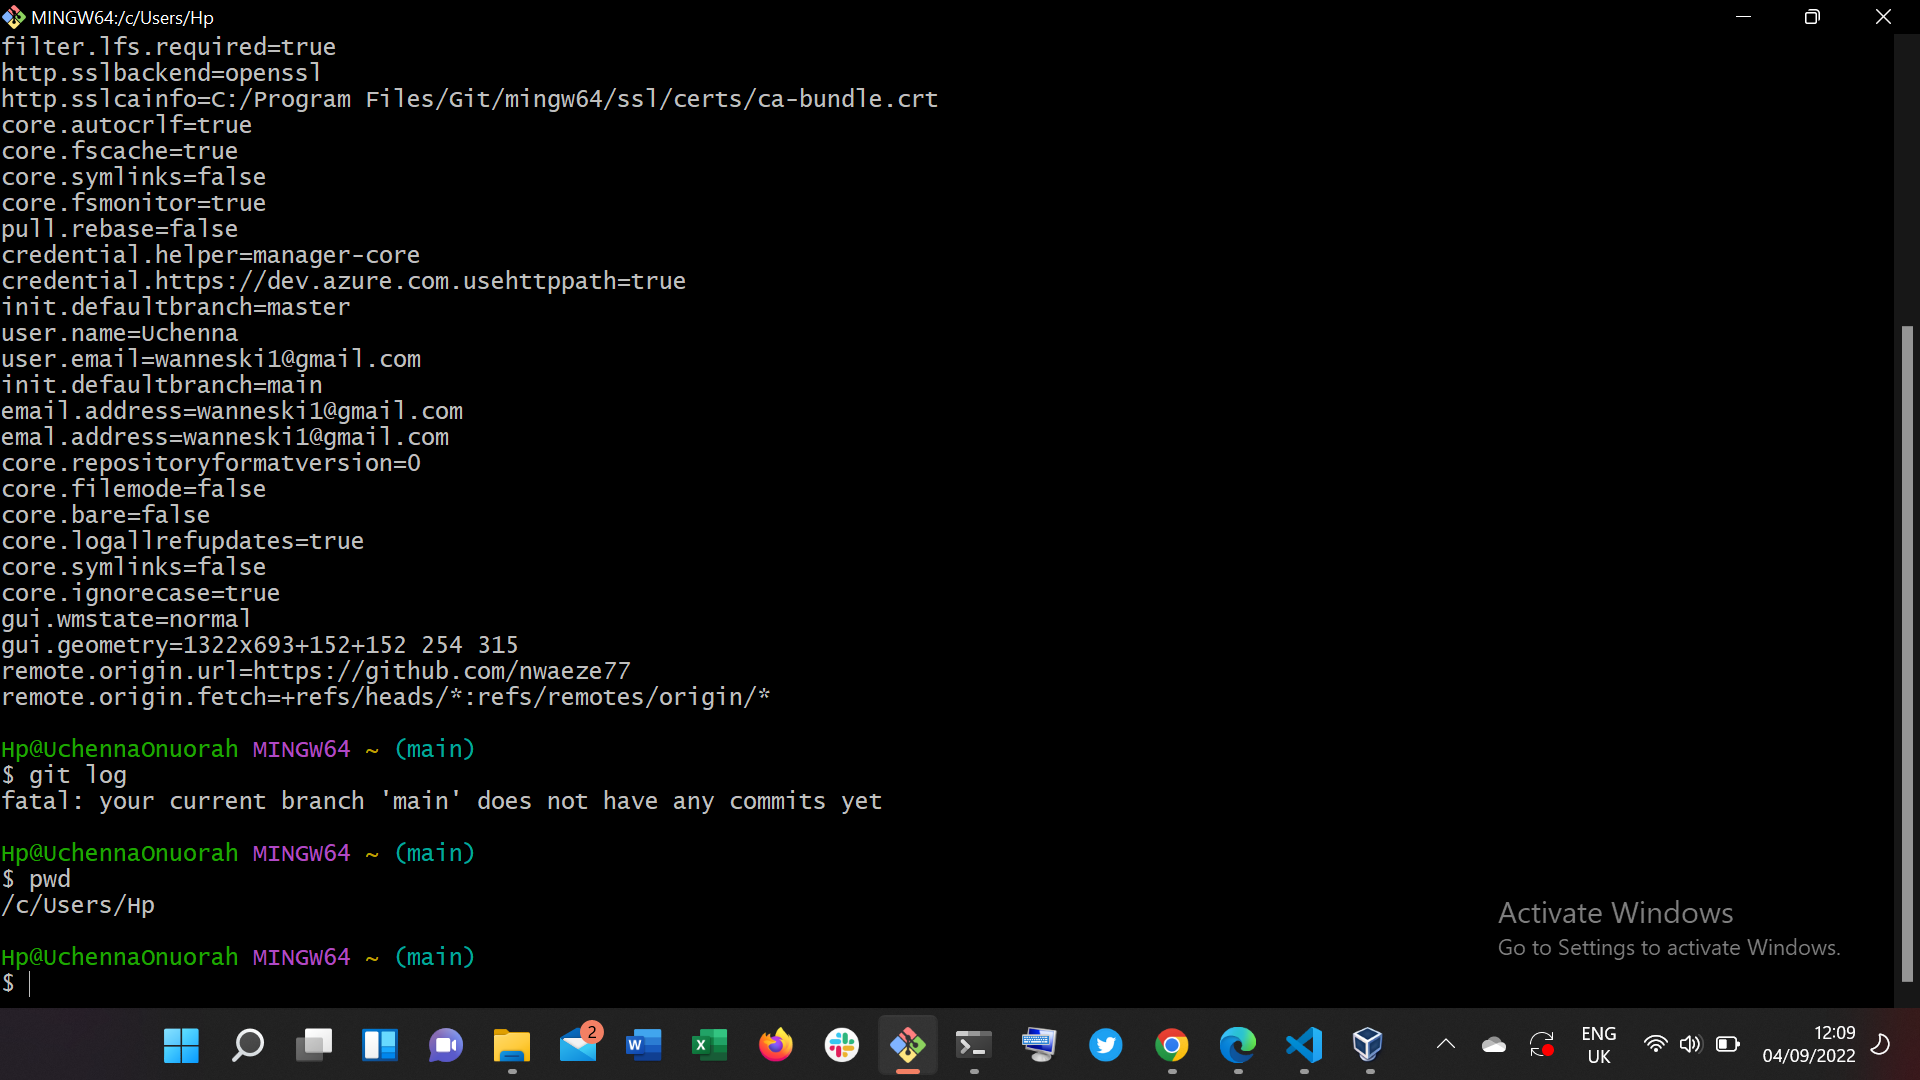 MINGW64:/c/Users/Hp
filter.lfs.required=true
http.sslbackend=openssl
http.sslcainfo=C:/Program Files/Git/mingw64/ssl/certs/ca-bundle.crt
core.autocrlf=true
core.fscache=true
core.symlinks=false
core.fsmonitor=true
pull.rebase=false
credential.helper=manager-core
credential.https://dev.azure.com.usehttppath=true
init.defaultbranch=master
user.name=Uchenna
user.email=wanneski1@gmail.com
init.defaultbranch=main
email.address=wanneski1@gmail.com
emal.address=wanneski1@gmail.com
core.repositoryformatversion=0
core.filemode=false
core.bare=false
core.logallrefupdates=true
core.symlinks=false
core.ignorecase=true
gui.wmstate=normal
gui.geometry=1322x693+152+152 254 315
remote.origin.url=https://github.com/nwaeze77
remote.origin.fetch=+refs/heads/*:refs/remotes/origin/*
Hp@UchennaOnuorah MINGW64 ~ (main)
$ git log
fatal: your current branch 'main' does not have any commits yet
Hp@UchennaOnuorah MINGW64 ~ (main)
$ pwd
/c/Users/Hp
Hp@UchennaOnuorah MINGW64 ~ (main)
$
Activate Windows
Go to Settings to activate Windows.
2
ENG
UK
12:09
04/09/2022